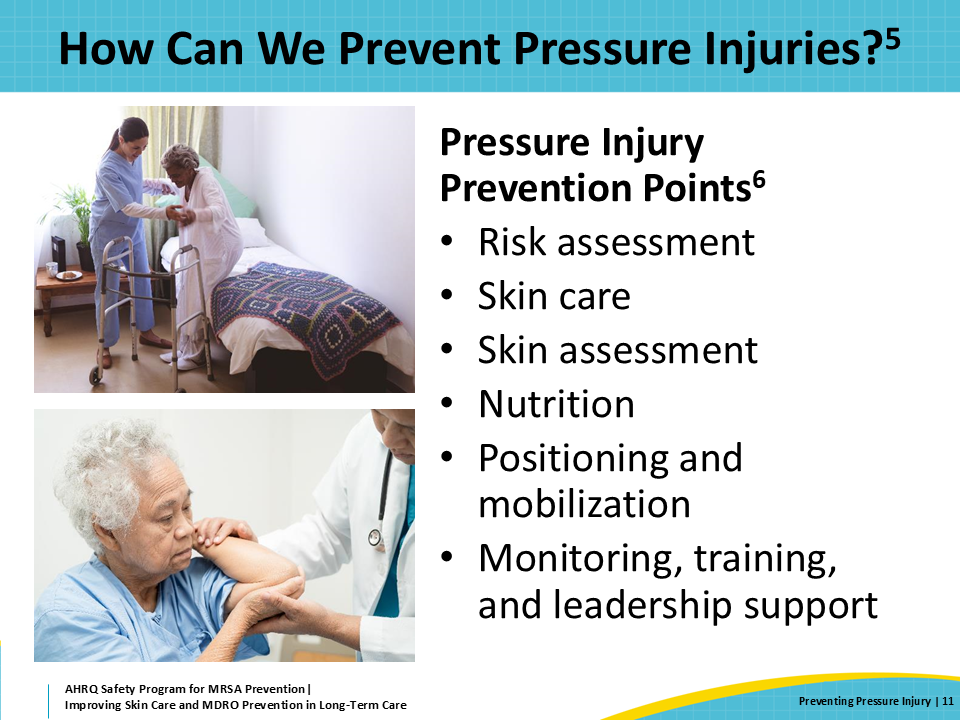 How Can We Prevent Pressure Injuries?⁵
Pressure Injury
Prevention Points⁶
• Risk assessment
• Skin care
• Skin assessment
• Nutrition
• Positioning and
mobilization
• Monitoring, training,
and leadership support
AHRQ Safety Program for MRSA Prevention|
Improving Skin Care and MDRO Prevention in Long-Term Care
Preventing Pressure Injury | 11